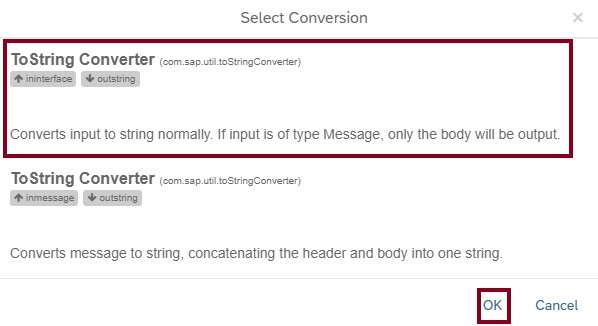 Select Conversion ×
ToString Converter (com.sap.util.toStringConverter)
ininterface outstring
Converts input to string normally. If input is of type Message, only the body will be output.
ToString Converter (com.sap.util.toStringConverter)
inmessage outstring
Converts message to string, concatenating the header and body into one string.
OK Cancel